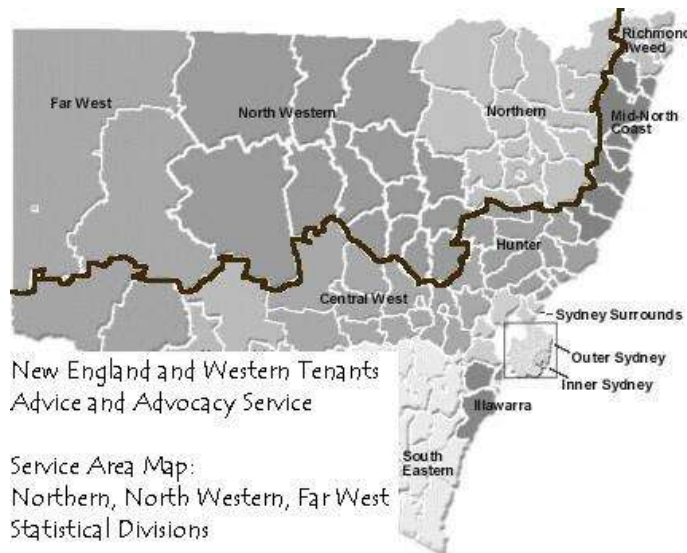 Richmond
Tweed
Far West
North Western
Northern
Mid-North
Coast
Hunter
Central West
Sydney Surrounds
Outer Sydney
Inner Sydney
Illawarra
South
Eastern
New England and Western Tenants
Advice and Advocacy Service
Service Area Map:
Northern, North Western, Far West
Statistical Divisions